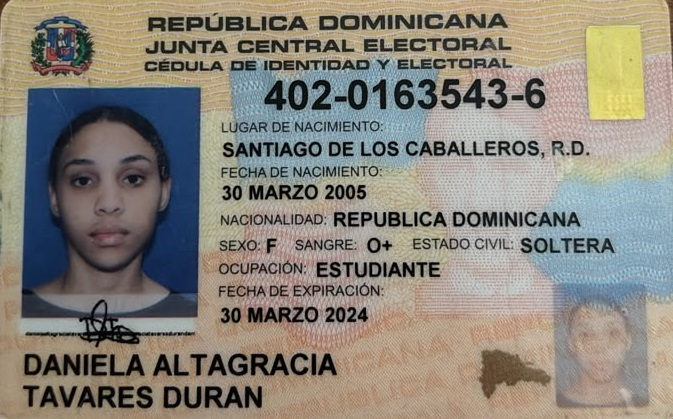 REPÚBLICA DOMINICANA
JUNTA CENTRAL ELECTORAL
CÉDULA DE IDENTIDAD Y ELECTORAL
402-0163543-6
LUGAR DE NACIMIENTO:
SANTIAGO DE LOS CABALLEROS, R.D.
FECHA DE NACIMIENTO:
30 MARZO 2005
NACIONALIDAD: REPUBLICA DOMINICANA
SEXO: F SANGRE: O+ ESTADO CIVIL: SOLTERA
OCUPACIÓN: ESTUDIANTE
FECHA DE EXPIRACIÓN:
30 MARZO 2024
DANIELA ALTAGRACIA
TAVARES DURAN